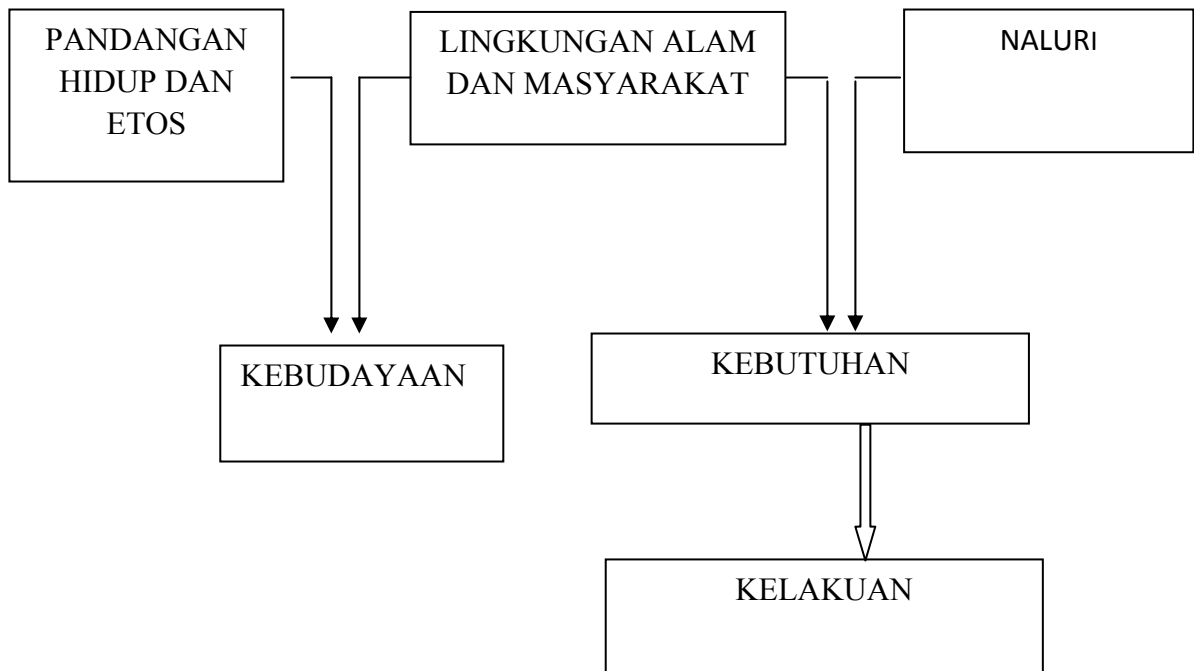 PANDANGAN
HIDUP DAN
ETOS
LINGKUNGAN ALAM
DAN MASYARAKAT
NALURI
KEBUDAYAAN
KEBUTUHAN
KELAKUAN